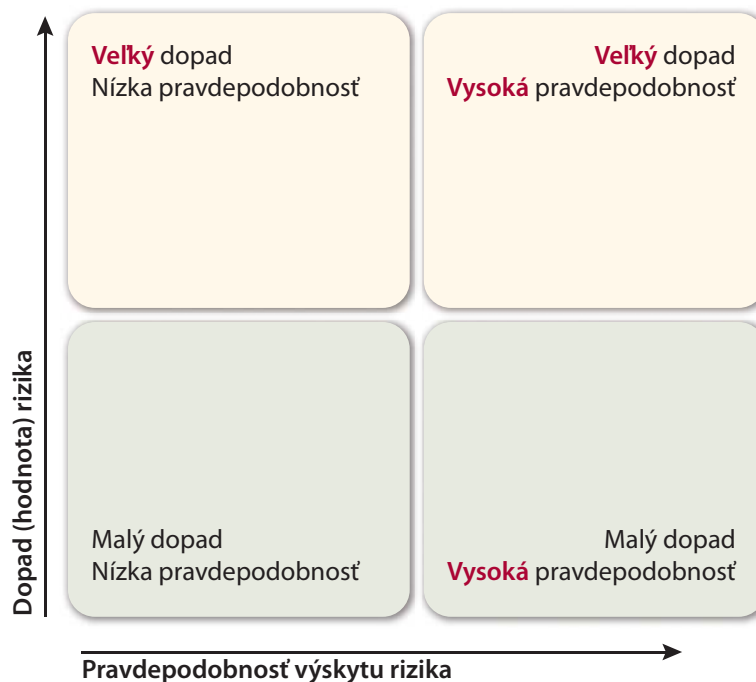 Veľký dopad
Nízka pravdepodobnosť
Veľký dopad
Vysoká pravdepodobnosť
Malý dopad
Nízka pravdepodobnosť
Malý dopad
Vysoká pravdepodobnosť
Dopad (hodnota) rizika
Pravdepodobnosť výskytu rizika